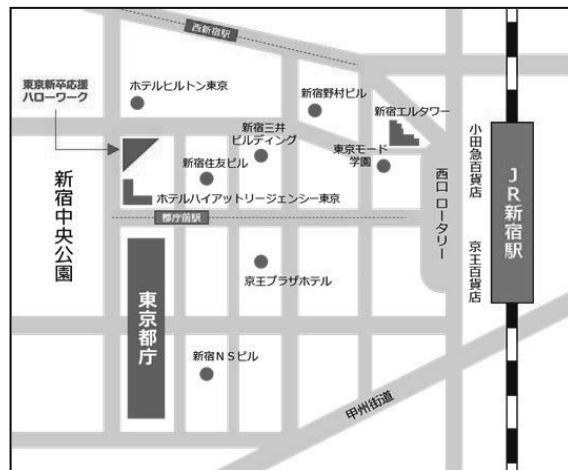 西新宿駅
東京新卒応援
ハローワーク
ホテルヒルトン東京
新宿野村ビル
新宿エルタワー
新宿三井
ビルディング
東京モード
学園
新宿住友ビル
ホテルハイアットリージェンシー東京
都庁前駅
新宿中央公園
西口 ロータリー
小田急百貨店
京王百貨店
JR新宿駅
京王プラザホテル
東京都庁
新宿NSビル
甲州街道